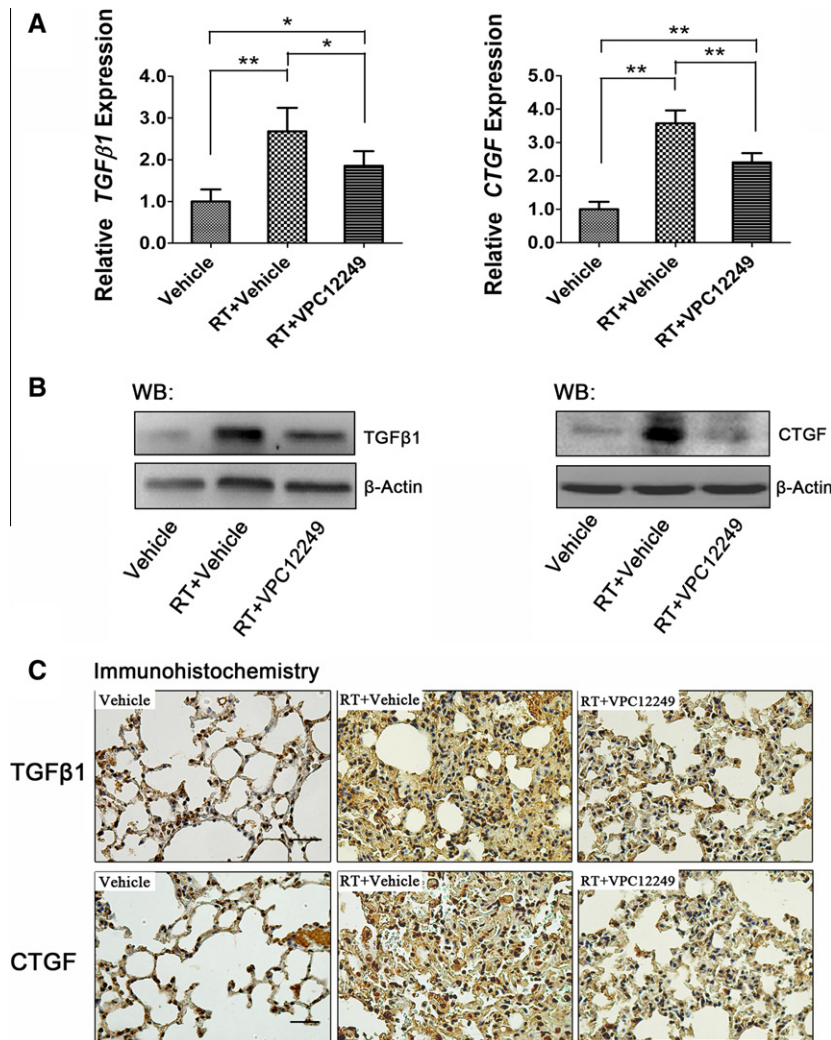 A
Relative TGFβ1 Expression
4.0
3.0
2.0
1.0
0.0
*
**
*
Vehicle
RT+Vehicle
RT+VPC12249
Relative CTGF Expression
5.0
4.0
3.0
2.0
1.0
0.0
**
**
**
Vehicle
RT+Vehicle
RT+VPC12249
B
WB:
TGFβ1
β-Actin
Vehicle
RT+Vehicle
RT+VPC12249
WB:
CTGF
β-Actin
Vehicle
RT+Vehicle
RT+VPC12249
C
Immunohistochemistry
TGFβ1
Vehicle
RT+Vehicle
RT+VPC12249
CTGF
Vehicle
RT+Vehicle
RT+VPC12249